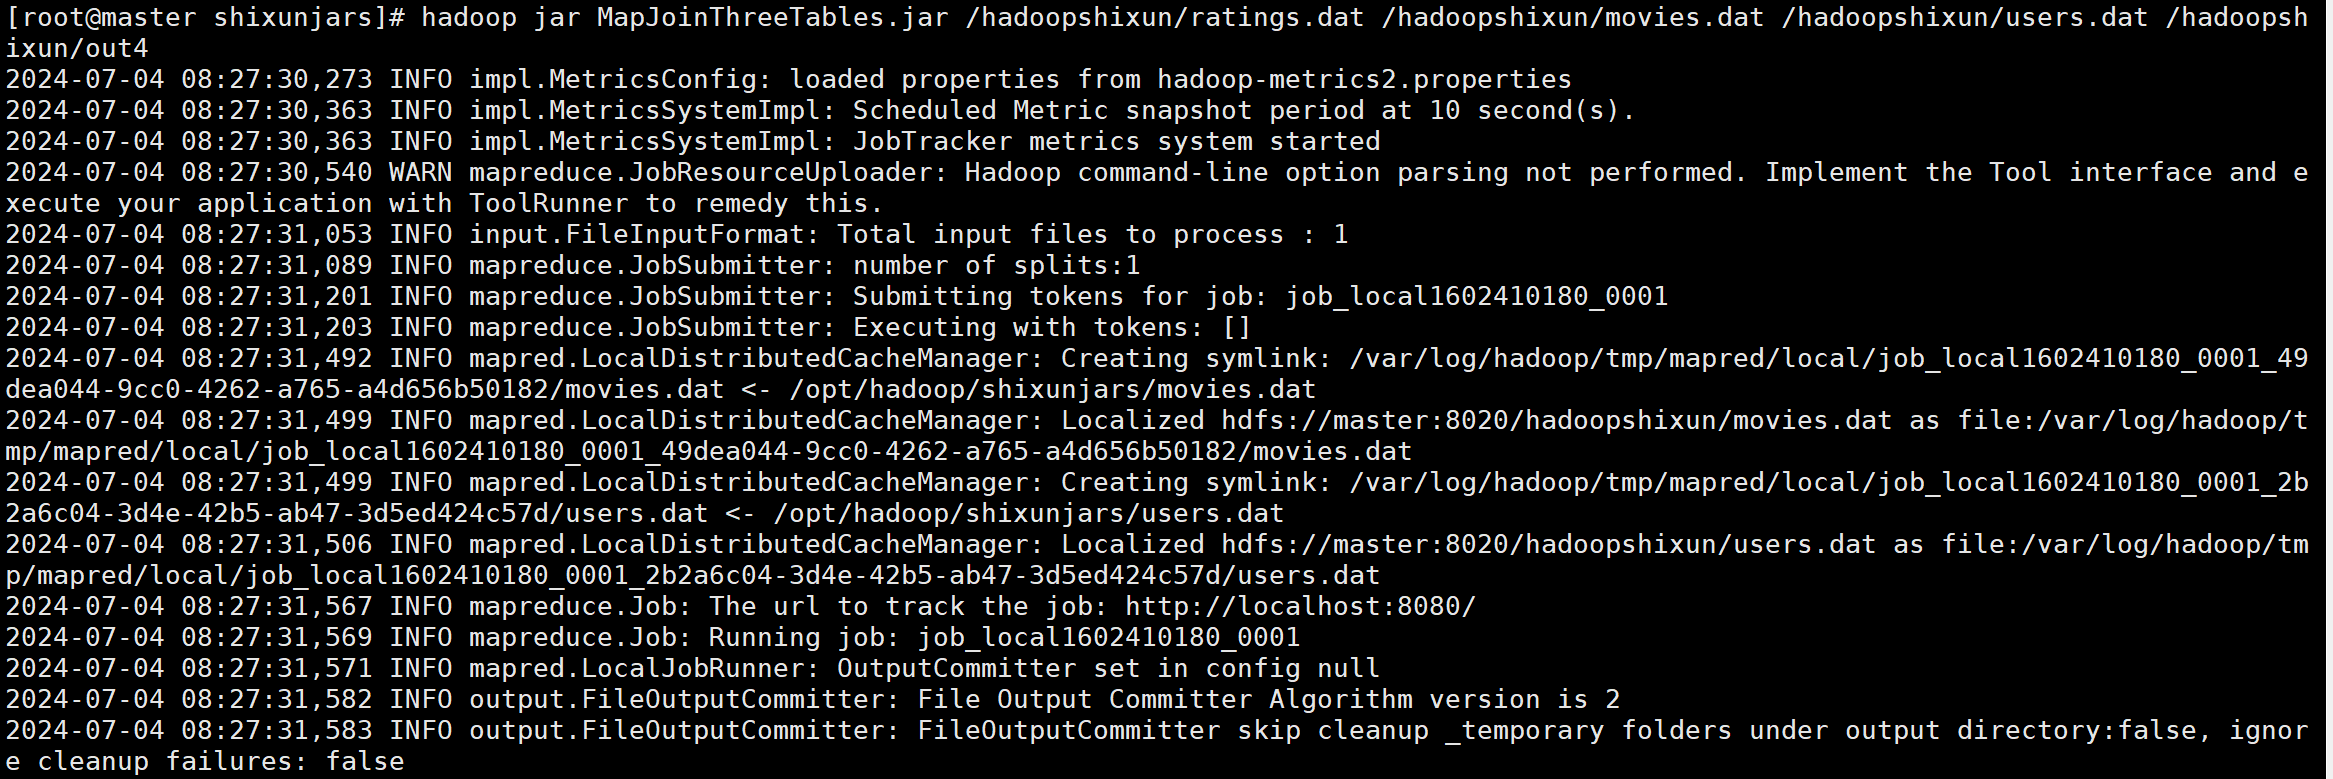 [root@master shixunjars]# hadoop jar MapJoinThreeTables.jar /hadoopshixun/ratings.dat /hadoopshixun/movies.dat /hadoopshixun/users.dat /hadoopsh
ixun/out4
2024-07-04 08:27:30,273 INFO impl.MetricsConfig: loaded properties from hadoop-metrics2.properties
2024-07-04 08:27:30,363 INFO impl.MetricsSystemImpl: Scheduled Metric snapshot period at 10 second(s).
2024-07-04 08:27:30,363 INFO impl.MetricsSystemImpl: JobTracker metrics system started
2024-07-04 08:27:30,540 WARN mapreduce.JobResourceUploader: Hadoop command-line option parsing not performed. Implement the Tool interface and e
xecute your application with ToolRunner to remedy this.
2024-07-04 08:27:31,053 INFO input.FileInputFormat: Total input files to process : 1
2024-07-04 08:27:31,089 INFO mapreduce.JobSubmitter: number of splits:1
2024-07-04 08:27:31,201 INFO mapreduce.JobSubmitter: Submitting tokens for job: job_local1602410180_0001
2024-07-04 08:27:31,203 INFO mapreduce.JobSubmitter: Executing with tokens: []
2024-07-04 08:27:31,492 INFO mapred.LocalDistributedCacheManager: Creating symlink: /var/log/hadoop/tmp/mapred/local/job_local1602410180_0001_49
dea044-9cc0-4262-a765-a4d656b50182/movies.dat <- /opt/hadoop/shixunjars/movies.dat
2024-07-04 08:27:31,499 INFO mapred.LocalDistributedCacheManager: Localized hdfs://master:8020/hadoopshixun/movies.dat as file:/var/log/hadoop/t
mp/mapred/local/job_local1602410180_0001_49dea044-9cc0-4262-a765-a4d656b50182/movies.dat
2024-07-04 08:27:31,499 INFO mapred.LocalDistributedCacheManager: Creating symlink: /var/log/hadoop/tmp/mapred/local/job_local1602410180_0001_2b
2a6c04-3d4e-42b5-ab47-3d5ed424c57d/users.dat <- /opt/hadoop/shixunjars/users.dat
2024-07-04 08:27:31,506 INFO mapred.LocalDistributedCacheManager: Localized hdfs://master:8020/hadoopshixun/users.dat as file:/var/log/hadoop/tm
p/mapred/local/job_local1602410180_0001_2b2a6c04-3d4e-42b5-ab47-3d5ed424c57d/users.dat
2024-07-04 08:27:31,567 INFO mapreduce.Job: The url to track the job: http://localhost:8080/
2024-07-04 08:27:31,569 INFO mapreduce.Job: Running job: job_local1602410180_0001
2024-07-04 08:27:31,571 INFO mapred.LocalJobRunner: OutputCommitter set in config null
2024-07-04 08:27:31,582 INFO output.FileOutputCommitter: File Output Committer Algorithm version is 2
2024-07-04 08:27:31,583 INFO output.FileOutputCommitter: FileOutputCommitter skip cleanup _temporary folders under output directory:false, ignor
e cleanup failures: false